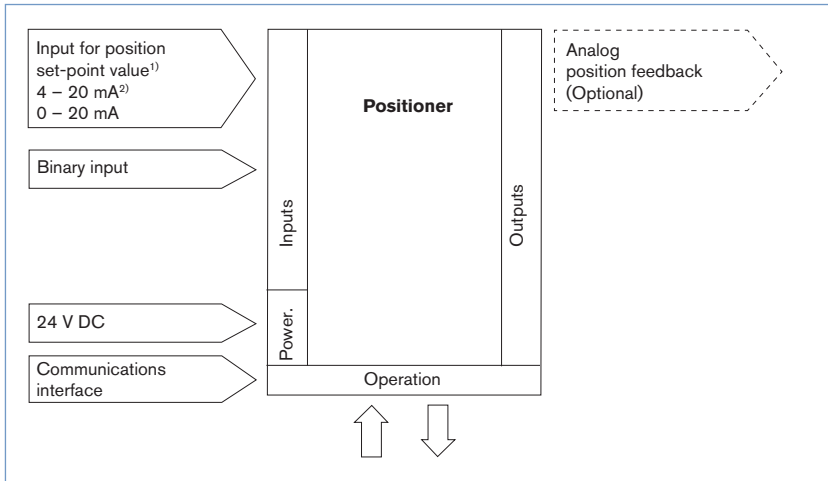 Input for position
set-point value¹⁾
4 – 20 mA²⁾
0 – 20 mA
Binary input
24 V DC
Communications
interface
Inputs
Power.
Positioner
Outputs
Operation
Analog
position feedback
(Optional)